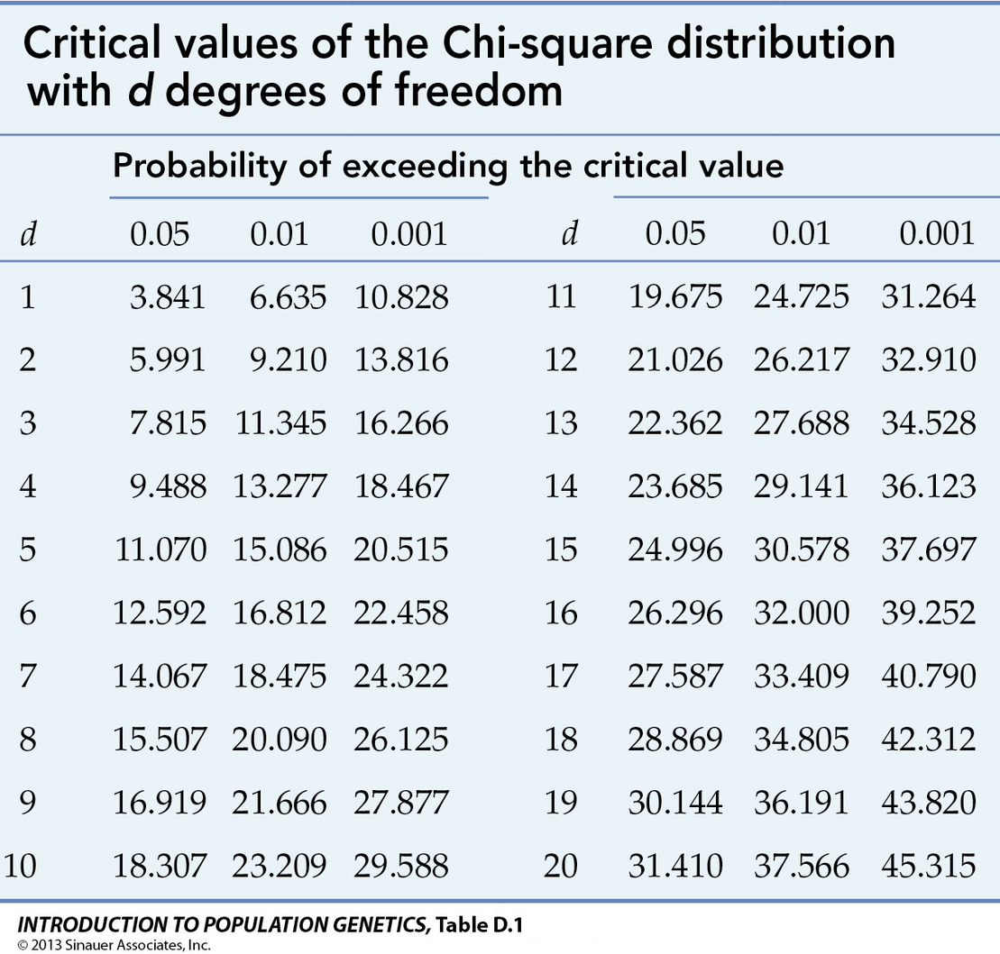 Critical values of the Chi-square distribution
with d degrees of freedom
Probability of exceeding the critical value
d 0.05 0.01 0.001 d 0.05 0.01 0.001
1 3.841 6.635 10.828 11 19.675 24.725 31.264
2 5.991 9.210 13.816 12 21.026 26.217 32.910
3 7.815 11.345 16.266 13 22.362 27.688 34.528
4 9.488 13.277 18.467 14 23.685 29.141 36.123
5 11.070 15.086 20.515 15 24.996 30.578 37.697
6 12.592 16.812 22.458 16 26.296 32.000 39.252
7 14.067 18.475 24.322 17 27.587 33.409 40.790
8 15.507 20.090 26.125 18 28.869 34.805 42.312
9 16.919 21.666 27.877 19 30.144 36.191 43.820
10 18.307 23.209 29.588 20 31.410 37.566 45.315
INTRODUCTION TO POPULATION GENETICS, Table D.1
© 2013 Sinauer Associates, Inc.